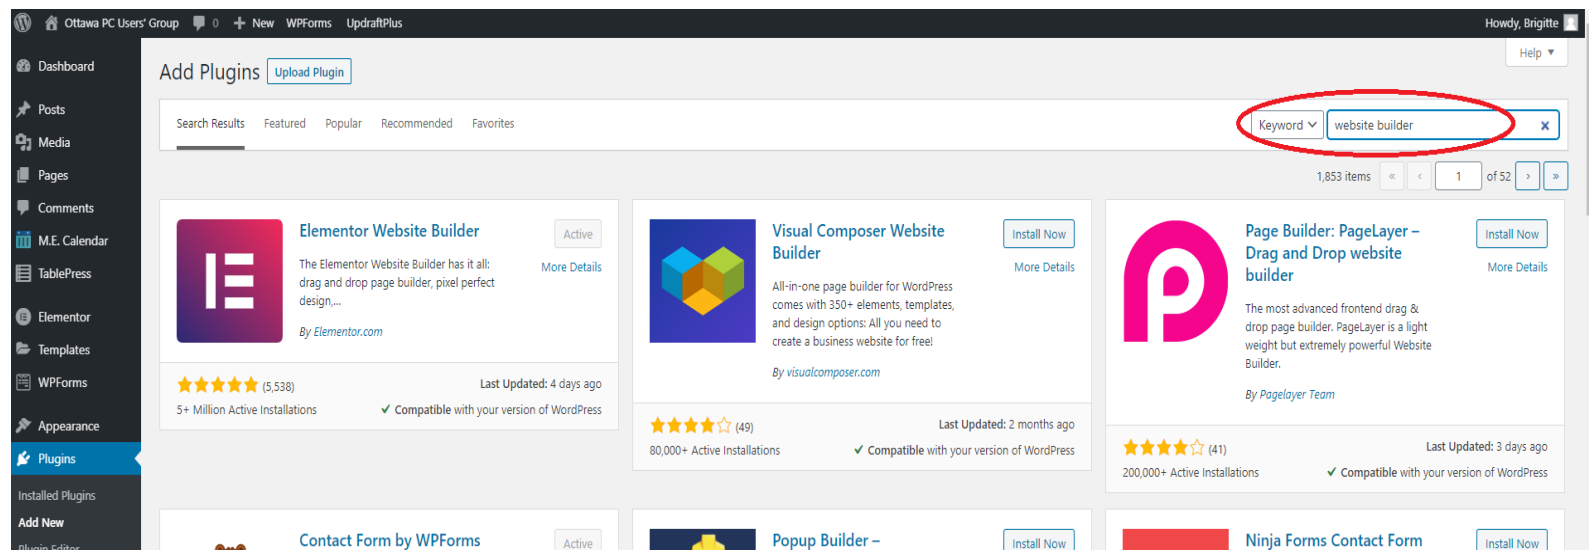 Ottawa PC Users' Group 0 + New WPForms UpdraftPlus
Howdy, Brigitte
Dashboard
Posts
Media
Pages
Comments
M.E. Calendar
TablePress
Elementor
Templates
WPForms
Appearance
Plugins
Installed Plugins
Add New
Plugin Editor
Help ▼
Add Plugins Upload Plugin
Search Results Featured Popular Recommended Favorites
Keyword website builder x
1,853 items « ‹ 1 of 52 › »
Elementor Website Builder
Active
More Details
The Elementor Website Builder has it all:
drag and drop page builder, pixel perfect
design,...
By Elementor.com
(5,538)
Last Updated: 4 days ago
5+ Million Active Installations
✓ Compatible with your version of WordPress
Visual Composer Website
Builder
Install Now
More Details
All-in-one page builder for WordPress
comes with 350+ elements, templates,
and design options: All you need to
create a business website for free!
By visualcomposer.com
(49)
Last Updated: 2 months ago
80,000+ Active Installations
✓ Compatible with your version of WordPress
Page Builder: PageLayer –
Drag and Drop website
builder
Install Now
More Details
The most advanced frontend drag &
drop page builder. PageLayer is a light
weight but extremely powerful Website
Builder.
By Pagelayer Team
(41)
Last Updated: 3 days ago
200,000+ Active Installations
✓ Compatible with your version of WordPress
Contact Form by WPForms
Active
Popup Builder –
Install Now
Ninja Forms Contact Form
Install Now